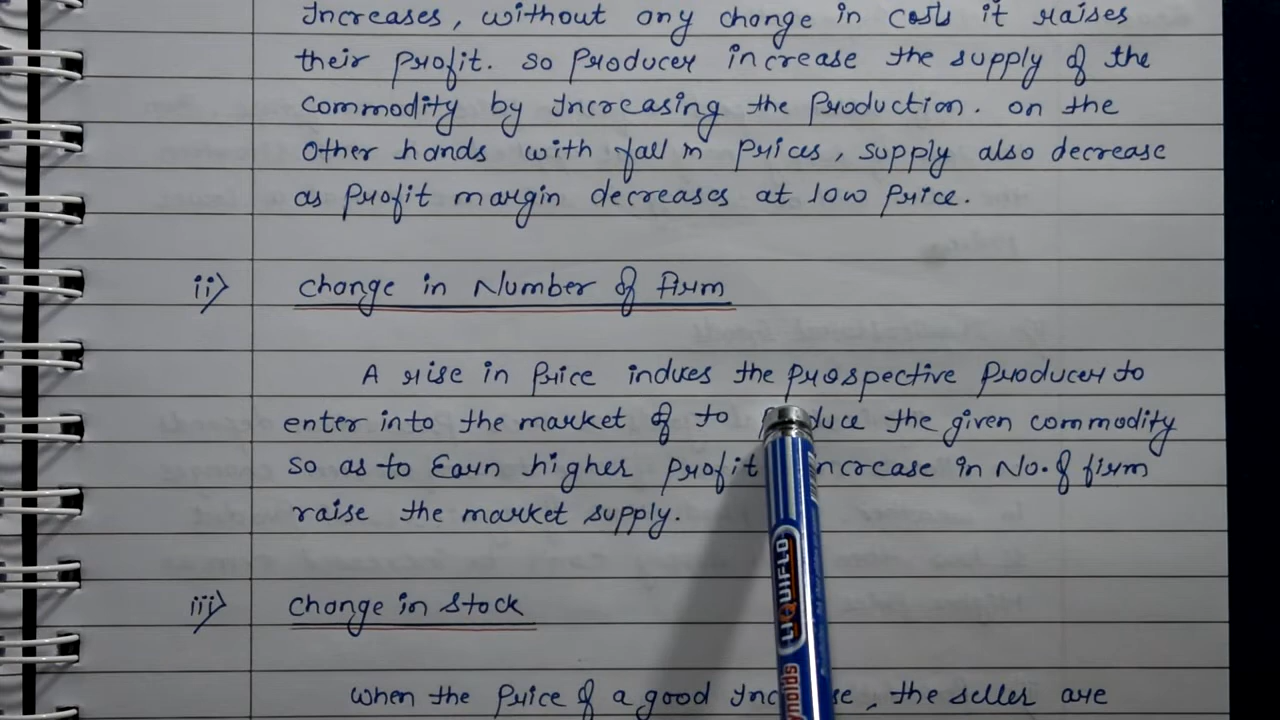 Increases, without any change in costs it raises
their profit. So Producer increase the supply of the
commodity by Increasing the Production. on the
Other hands with fall in prices, supply also decrease
as profit margin decreases at low Price.
ii) change in Number of firm
A rise in Price induces the prospective producer to
enter into the market of to duce the given commodity
so as to Earn higher profit ncrease in No. of firm
raise the market supply.
iii) change in Stock
when the Price of a good Inc se, the seller are
LIQUIFLO
ynolds